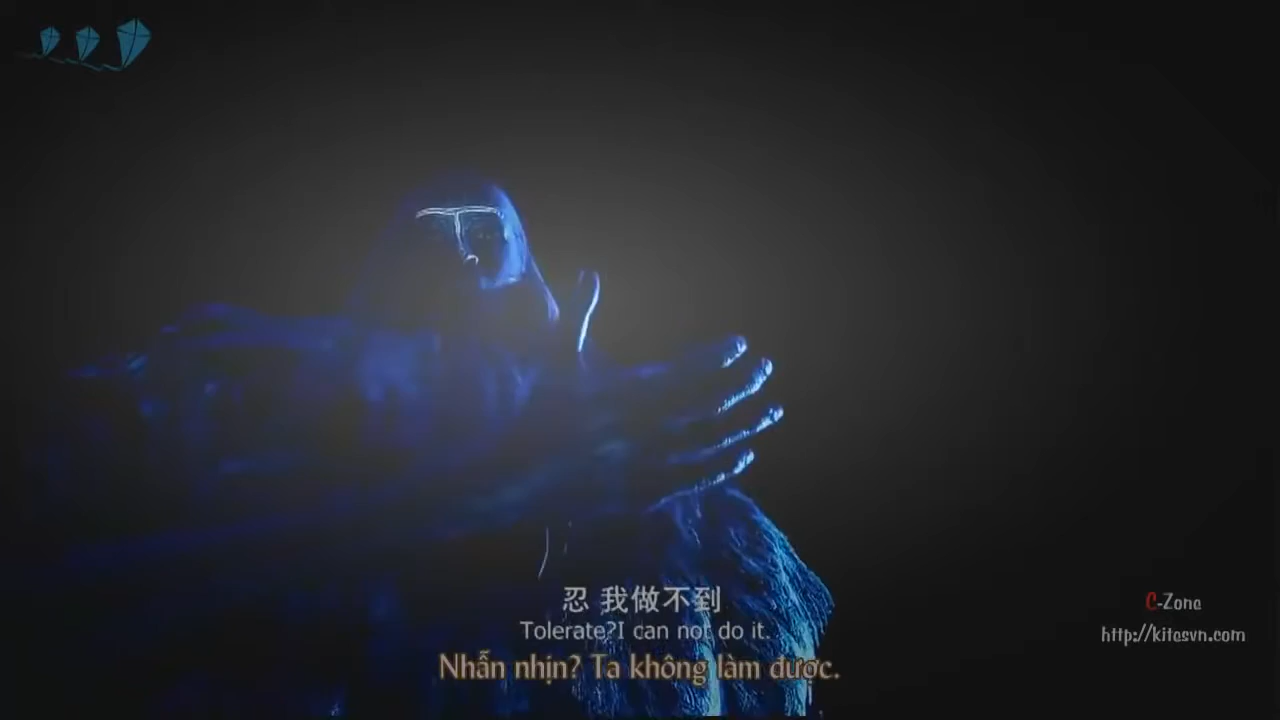 忍 我做不到
Tolerate?I can not do it.
Nhẫn nhịn? Ta không làm được.
C-Zone
http://kitesvn.com